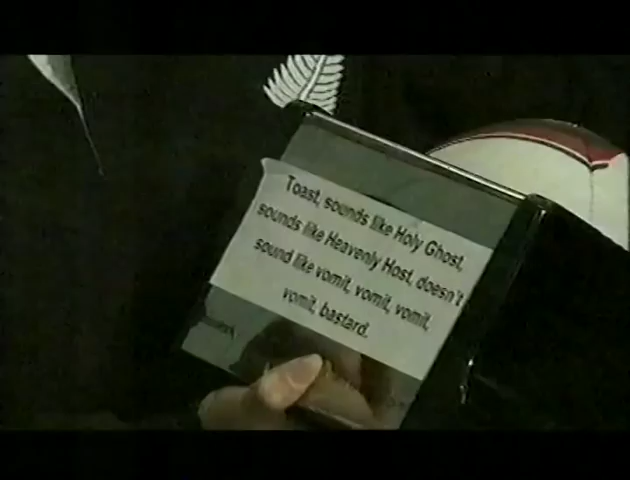 Toast, sounds like Holy Ghost,
sounds like Heavenly Host, doesn't
sound like vomit, vomit, vomit,
vomit, bastard.